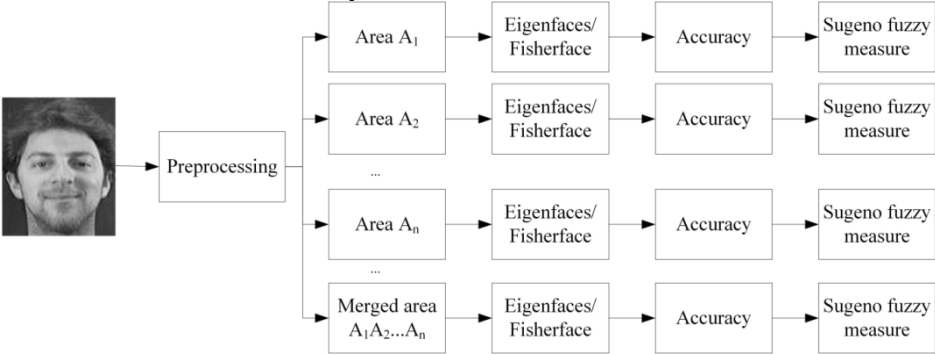 Area A₁
Eigenfaces/
Fisherface
Accuracy
Sugeno fuzzy
measure
Area A₂
Eigenfaces/
Fisherface
Accuracy
Sugeno fuzzy
measure
Preprocessing
...
Area Aₙ
Eigenfaces/
Fisherface
Accuracy
Sugeno fuzzy
measure
...
Merged area
A₁A₂...Aₙ
Eigenfaces/
Fisherface
Accuracy
Sugeno fuzzy
measure